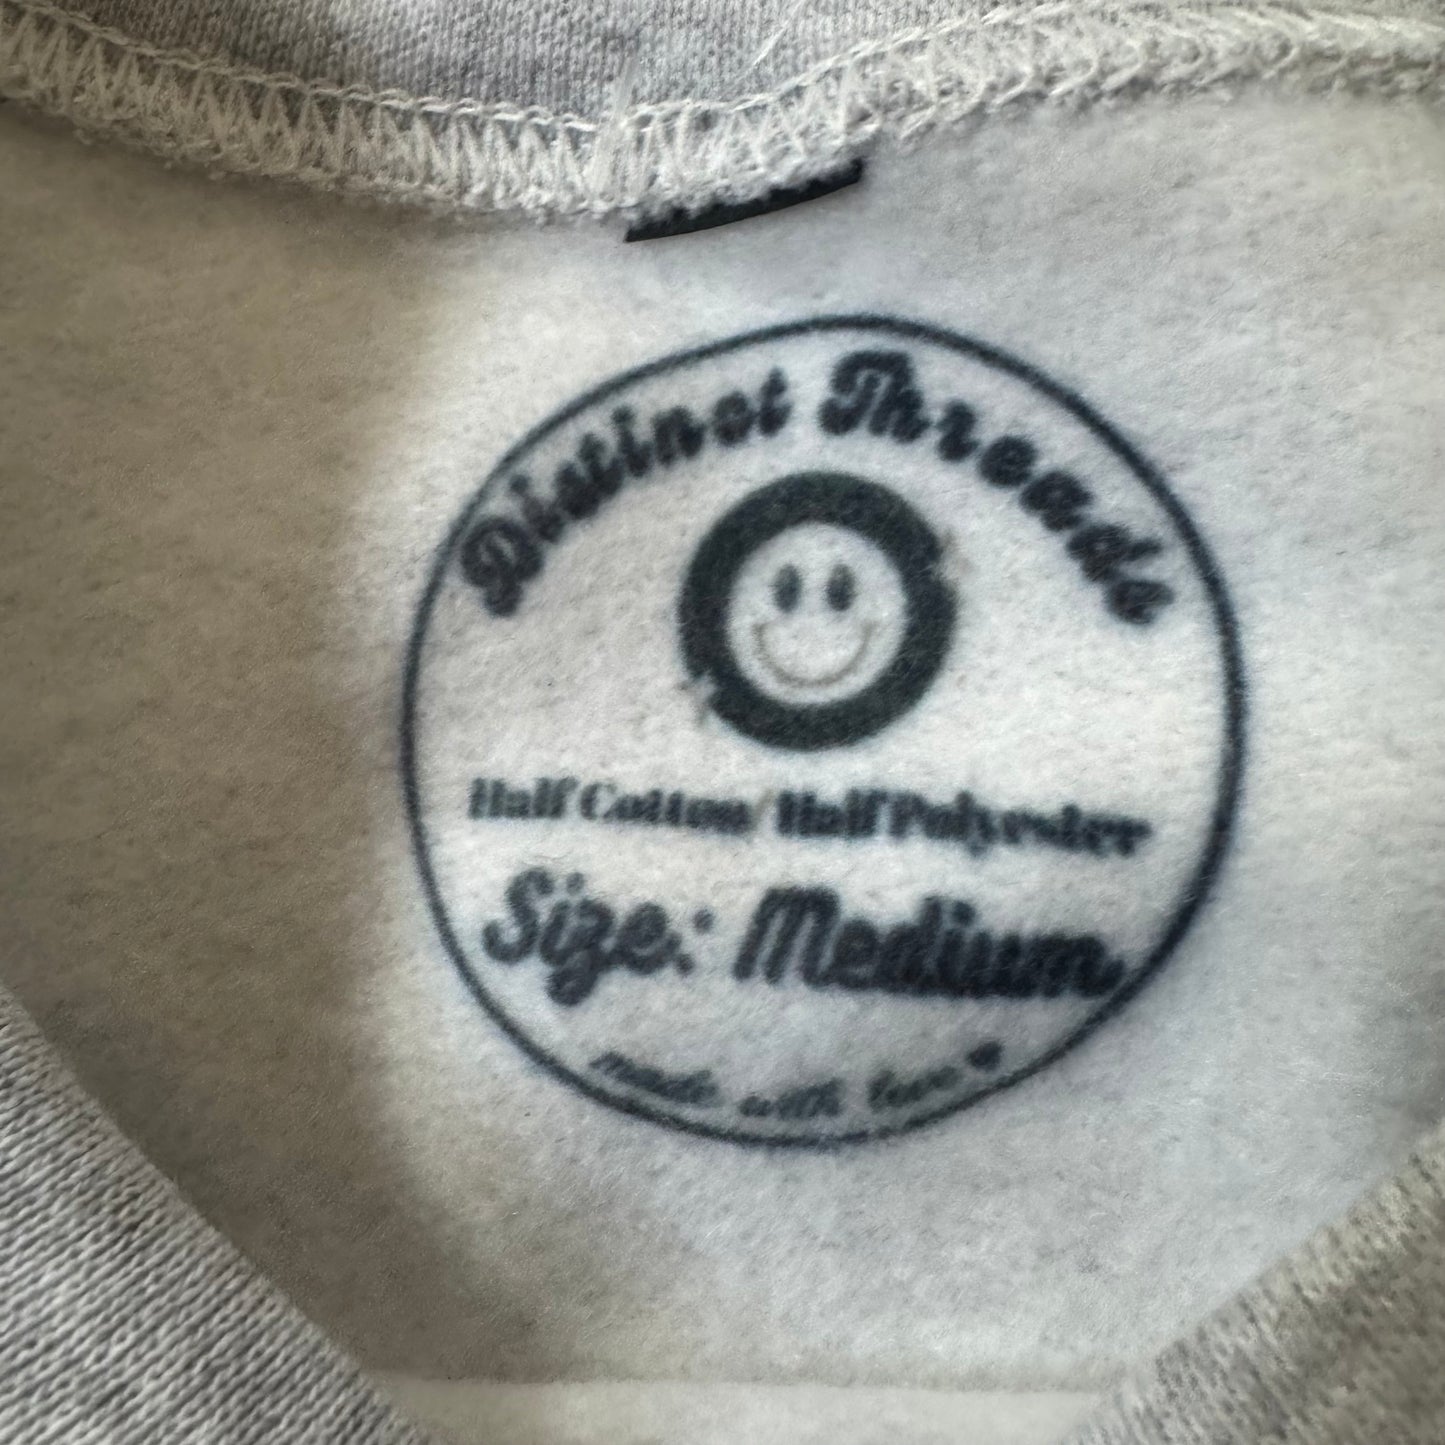 Distinct Threads
Half Cotton/Half Polyester
Size: Medium
made with love